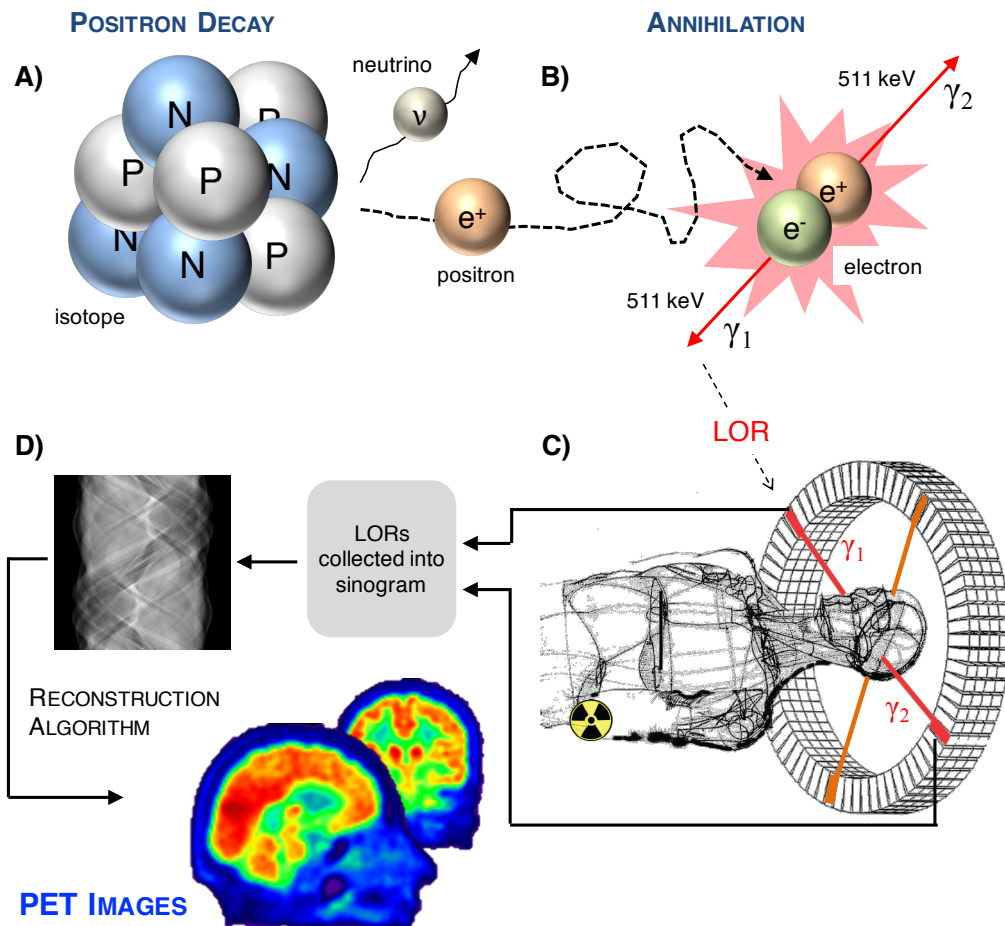 POSITRON DECAY
ANNIHILATION
A)
neutrino
ν
N
P
P
P
N
N
N
P
e+
positron
isotope
B)
511 keV
γ2
e+
e-
electron
511 keV
γ1
LOR
C)
γ1
γ2
D)
LORs
collected into
sinogram
RECONSTRUCTION
ALGORITHM
PET IMAGES